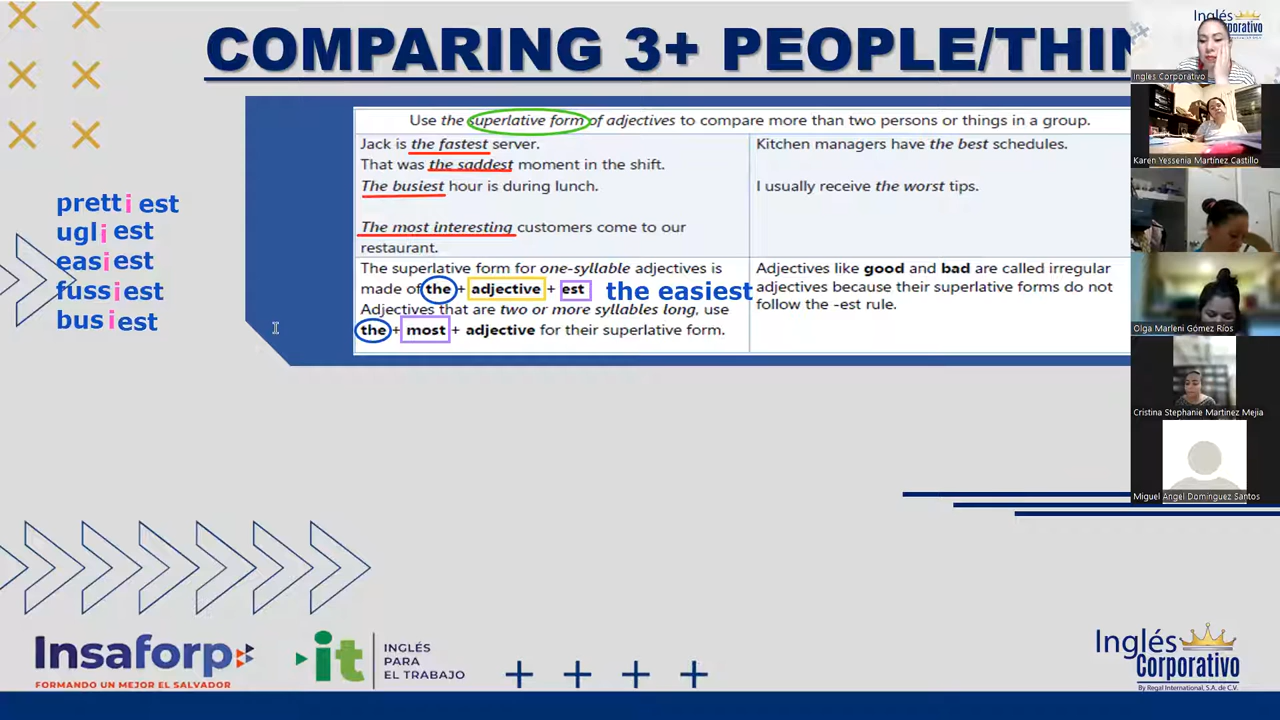 COMPARING 3+ PEOPLE/THIN
Inglés
Corporativo
Ingles Corporativo
Use the superlative form of adjectives to compare more than two persons or things in a group.
Jack is the fastest server.
That was the saddest moment in the shift.
The busiest hour is during lunch.
The most interesting customers come to our
restaurant.
Kitchen managers have the best schedules.
I usually receive the worst tips.
The superlative form for one-syllable adjectives is
made of the + adjective + est
the easiest
Adjectives that are two or more syllables long, use
the + most + adjective for their superlative form.
Adjectives like good and bad are called irregular
adjectives because their superlative forms do not
follow the -est rule.
prettiest
ugliest
easiest
fussiest
busiest
Karen Yessenia Martínez Castillo
Olga Marleni Gómez Ríos
Cristina Stephanie Martinez Mejia
Miguel Angel Dominguez Santos
Insaforp
FORMANDO UN MEJOR EL SALVADOR
it
INGLÉS
PARA
EL TRABAJO
Inglés
Corporativo
By Regal International, S.A. de C.V.